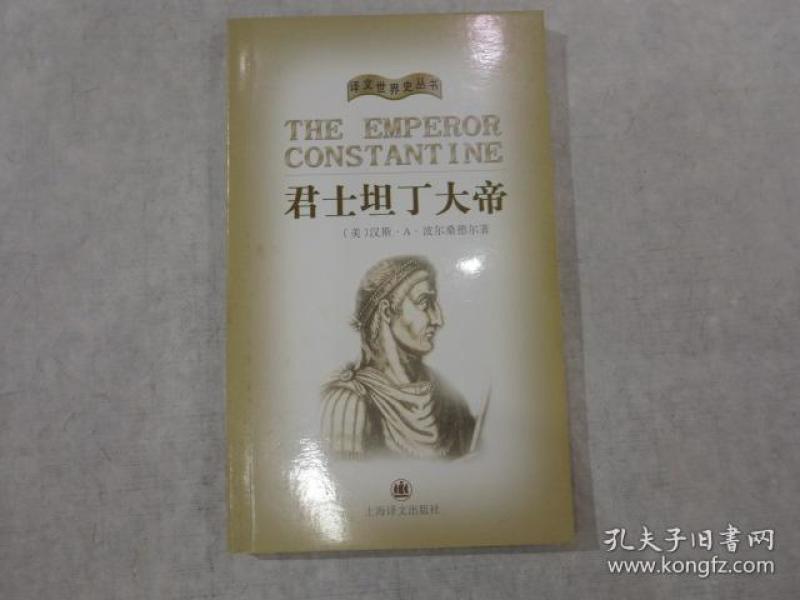 译文世界史丛书
THE EMPEROR
CONSTANTINE
君士坦丁大帝
〔美〕汉斯·A·波尔桑德尔著
上海译文出版社
孔夫子旧书网
www.kongfz.com